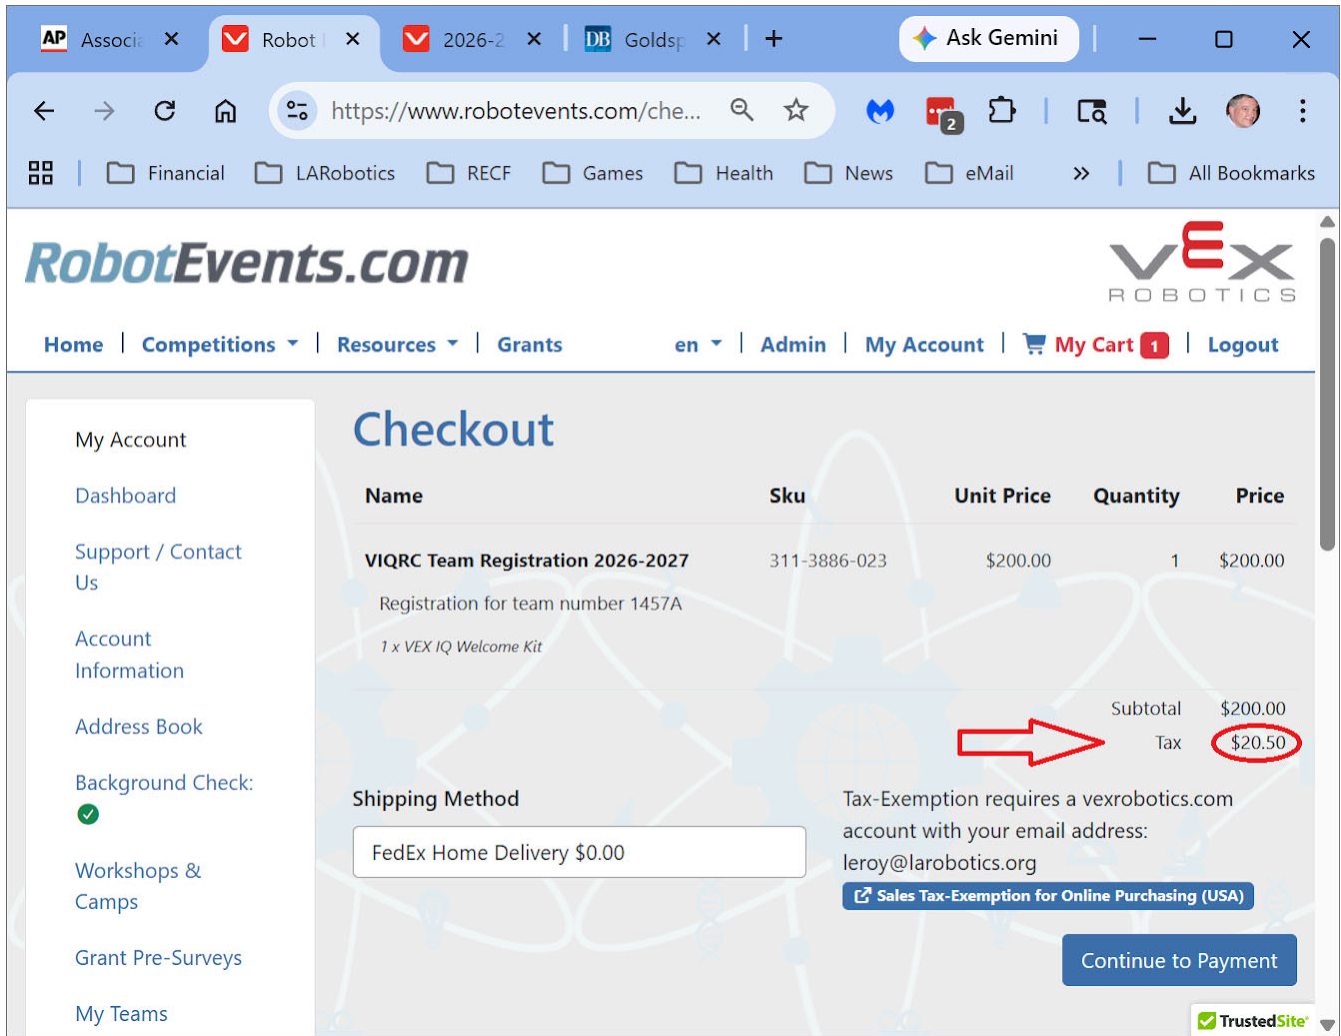 AP Associa
Robot
2026-2
DB Goldsp
Ask Gemini
https://www.robotevents.com/che...
2
Financial
LARobotics
RECF
Games
Health
News
eMail
»
All Bookmarks
RobotEvents.com
VEX
ROBOTICS
Home | Competitions | Resources | Grants
en | Admin | My Account | My Cart 1 | Logout
My Account
Dashboard
Support / Contact
Us
Account
Information
Address Book
Background Check:
Workshops &
Camps
Grant Pre-Surveys
My Teams
Checkout
Name Sku Unit Price Quantity Price
VIQRC Team Registration 2026-2027 311-3886-023 $200.00 1 $200.00
Registration for team number 1457A
1 x VEX IQ Welcome Kit
Subtotal $200.00
Tax $20.50
Shipping Method
FedEx Home Delivery $0.00
Tax-Exemption requires a vexrobotics.com
account with your email address:
leroy@larobotics.org
Sales Tax-Exemption for Online Purchasing (USA)
Continue to Payment
TrustedSite